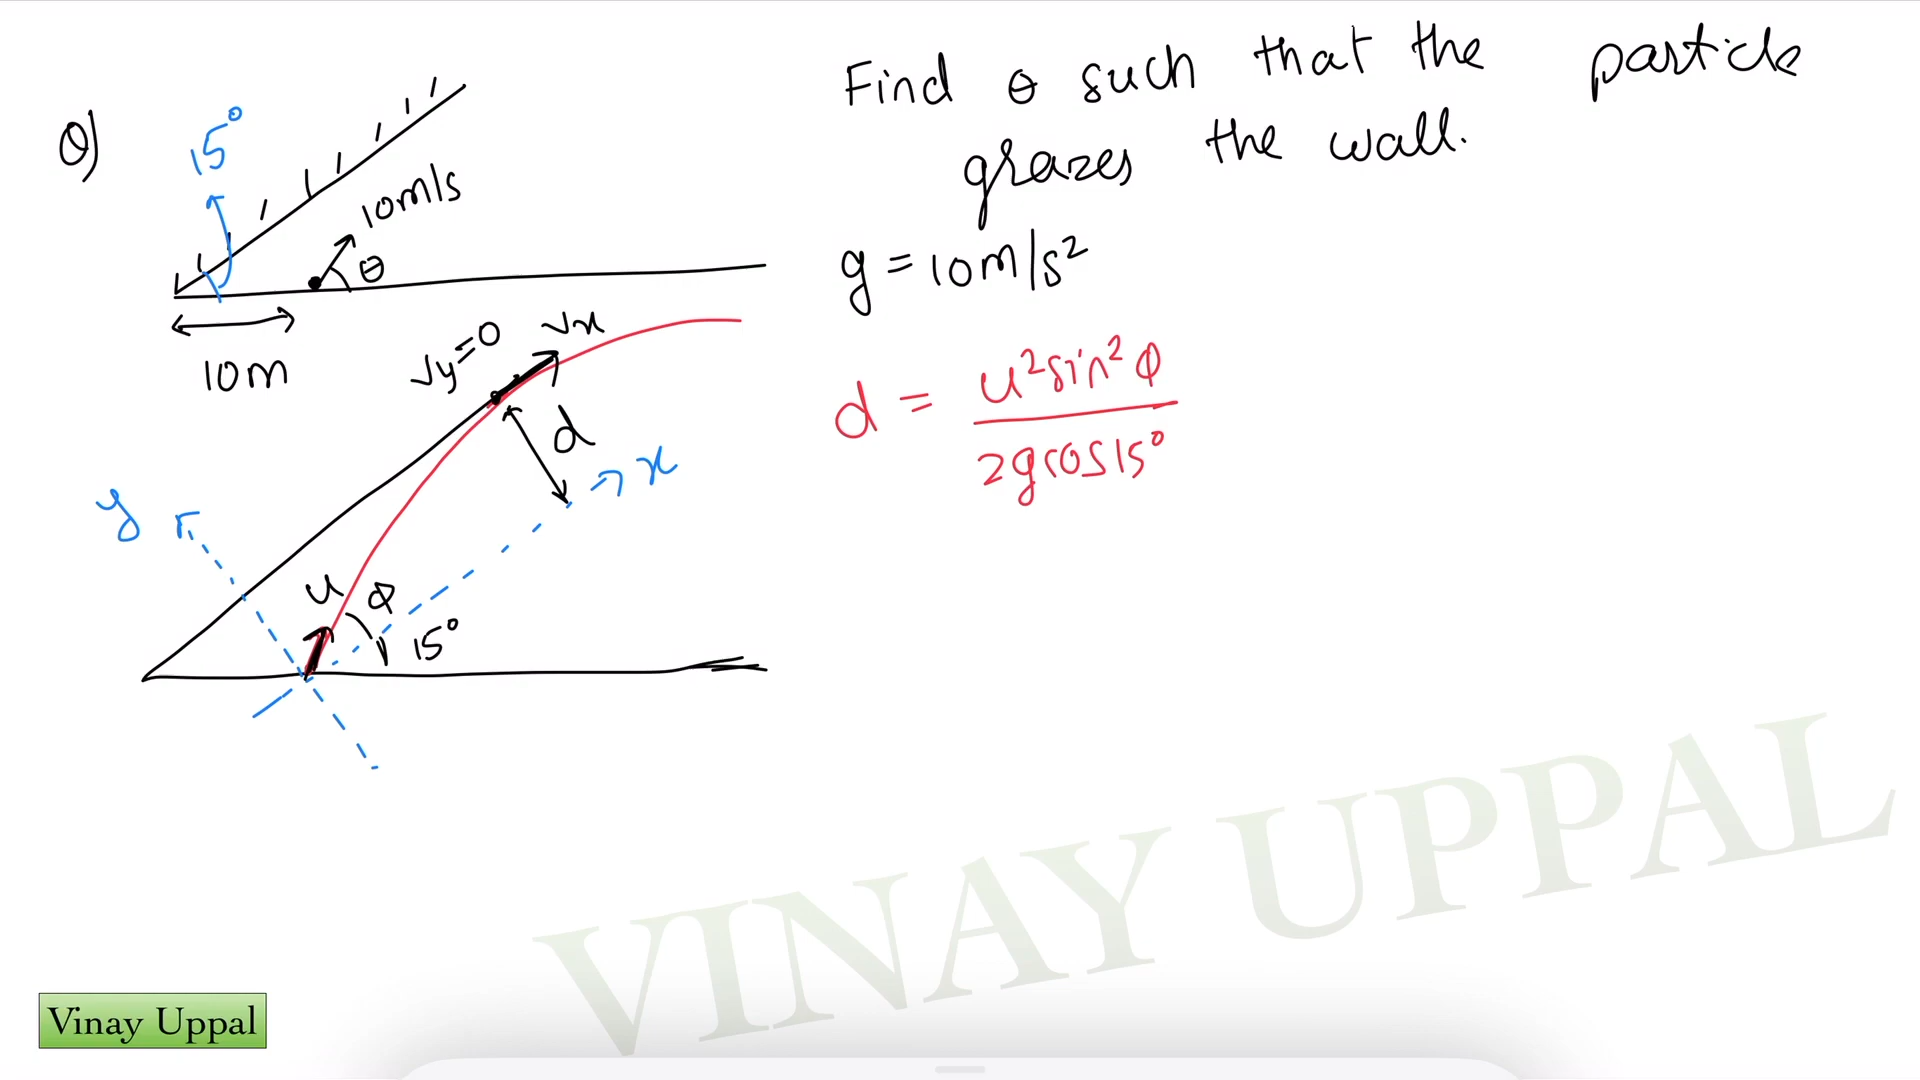 Q)
15°
10m/s
θ
10m
Find θ such that the particle
grazes the wall.
g = 10m/s²
Vy=0
Vx
d
x
y
u
φ
15°
d = u²sin²φ / 2gcos15°
VINAY UPPAL
Vinay Uppal